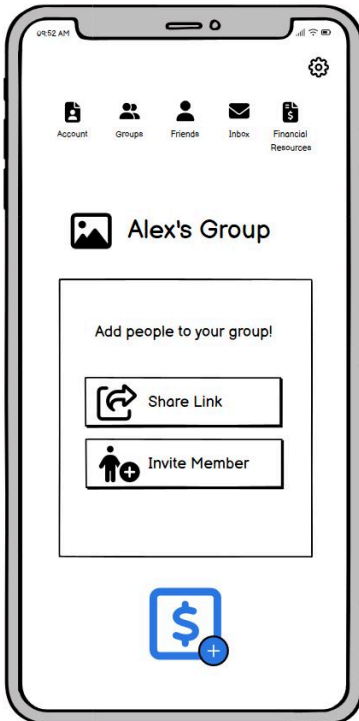 09:52 AM
Account Groups Friends Inbox Financial
Resources
Alex's Group
Add people to your group!
Share Link
Invite Member
$
$